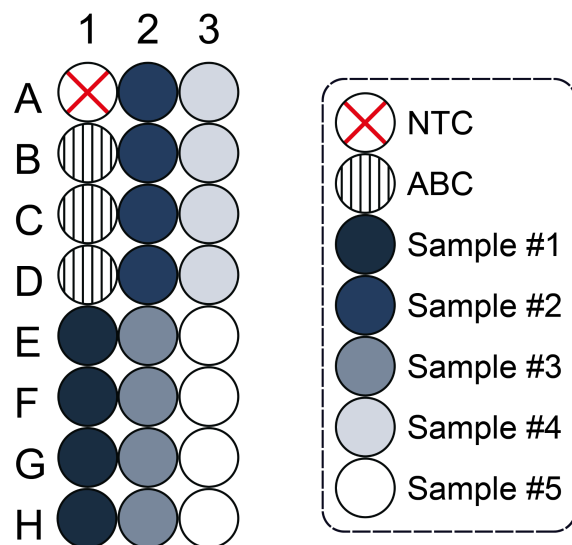 1 2 3
A
B
C
D
E
F
G
H
NTC
ABC
Sample #1
Sample #2
Sample #3
Sample #4
Sample #5